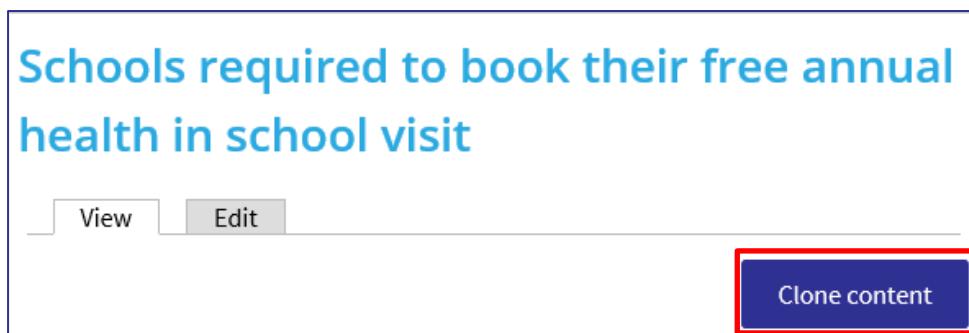 Schools required to book their free annual
health in school visit
View Edit
Clone content